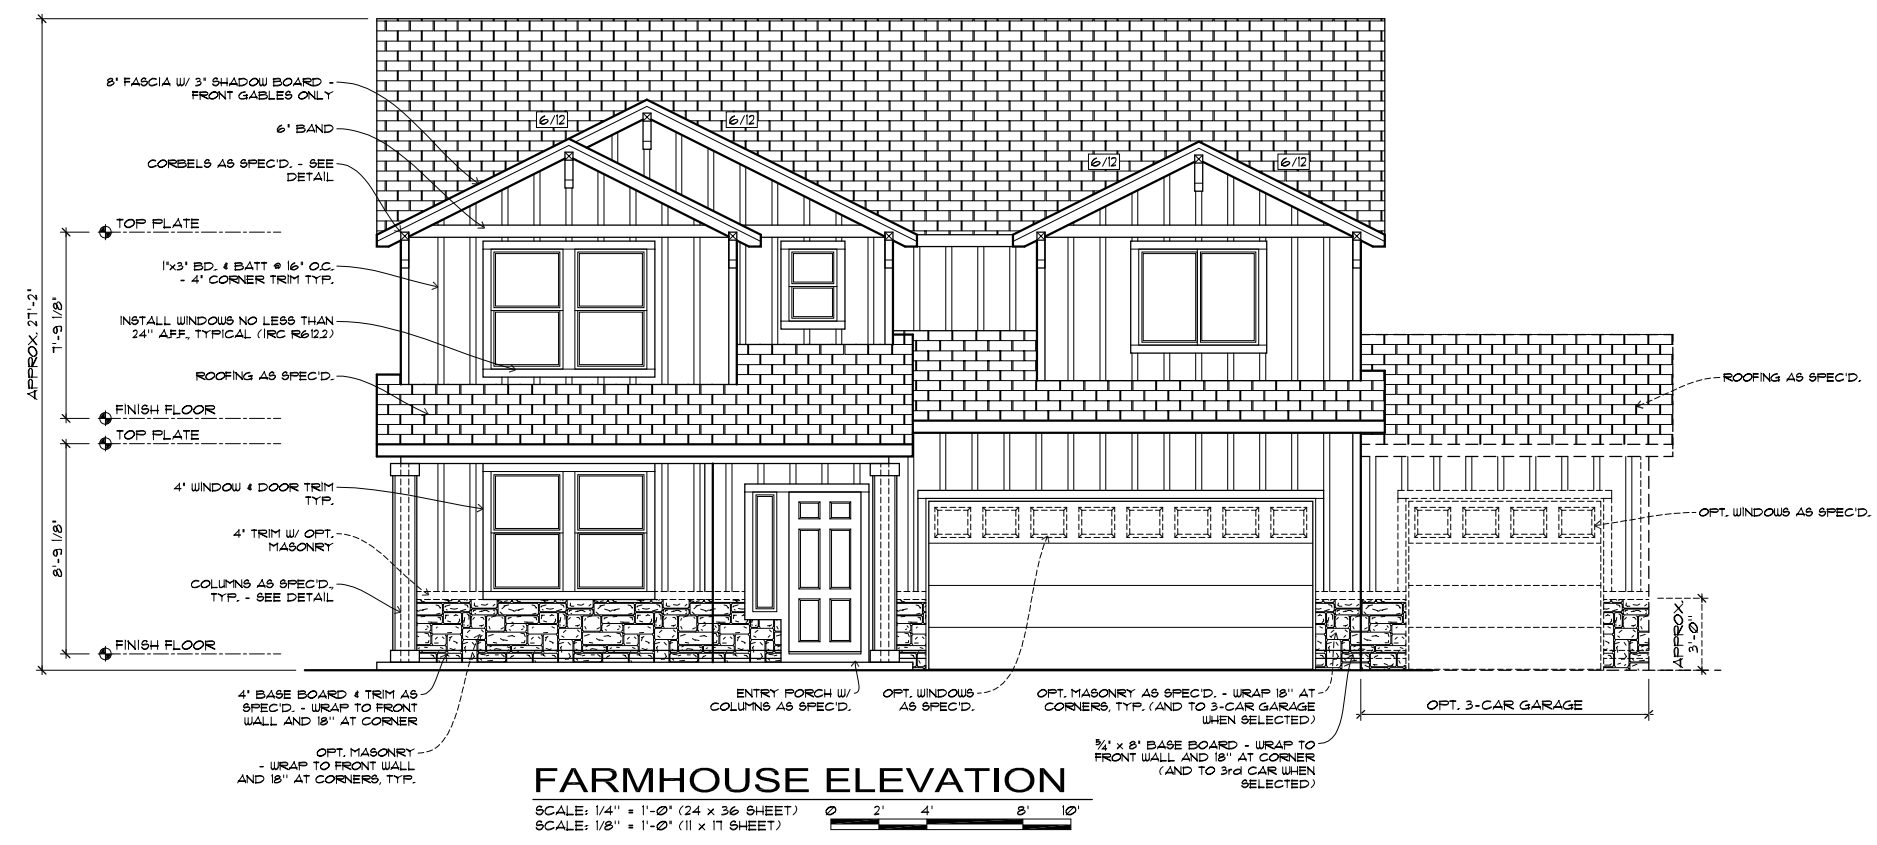 8" FASCIA W/ 3" SHADOW BOARD -
FRONT GABLES ONLY
6" BAND
CORBELS AS SPEC'D. - SEE
DETAIL
6/12
6/12
6/12
6/12
TOP PLATE
1"x3" BD. & BATT @ 16" O.C.
- 4" CORNER TRIM TYP.
INSTALL WINDOWS NO LESS THAN
24" A.F.F., TYPICAL (IRC R612.2)
ROOFING AS SPEC'D.
ROOFING AS SPEC'D.
APPROX. 27'-2"
7'-9 1/8"
FINISH FLOOR
TOP PLATE
4" WINDOW & DOOR TRIM
TYP.
OPT. WINDOWS AS SPEC'D.
4" TRIM W/ OPT.
MASONRY
8'-9 1/8"
COLUMNS AS SPEC'D.,
TYP. - SEE DETAIL
FINISH FLOOR
APPROX.
3'-0"
4" BASE BOARD & TRIM AS
SPEC'D. - WRAP TO FRONT
WALL AND 18" AT CORNER
ENTRY PORCH W/
COLUMNS AS SPEC'D.
OPT. WINDOWS
AS SPEC'D.
OPT. MASONRY AS SPEC'D. - WRAP 18" AT
CORNERS, TYP. (AND TO 3-CAR GARAGE
WHEN SELECTED)
OPT. 3-CAR GARAGE
OPT. MASONRY
- WRAP TO FRONT WALL
AND 18" AT CORNERS, TYP.
5/4" x 8" BASE BOARD - WRAP TO
FRONT WALL AND 18" AT CORNER
(AND TO 3rd CAR WHEN
SELECTED)
FARMHOUSE ELEVATION
SCALE: 1/4" = 1'-0" (24 x 36 SHEET)
SCALE: 1/8" = 1'-0" (11 x 17 SHEET)
0 2' 4' 8' 10'